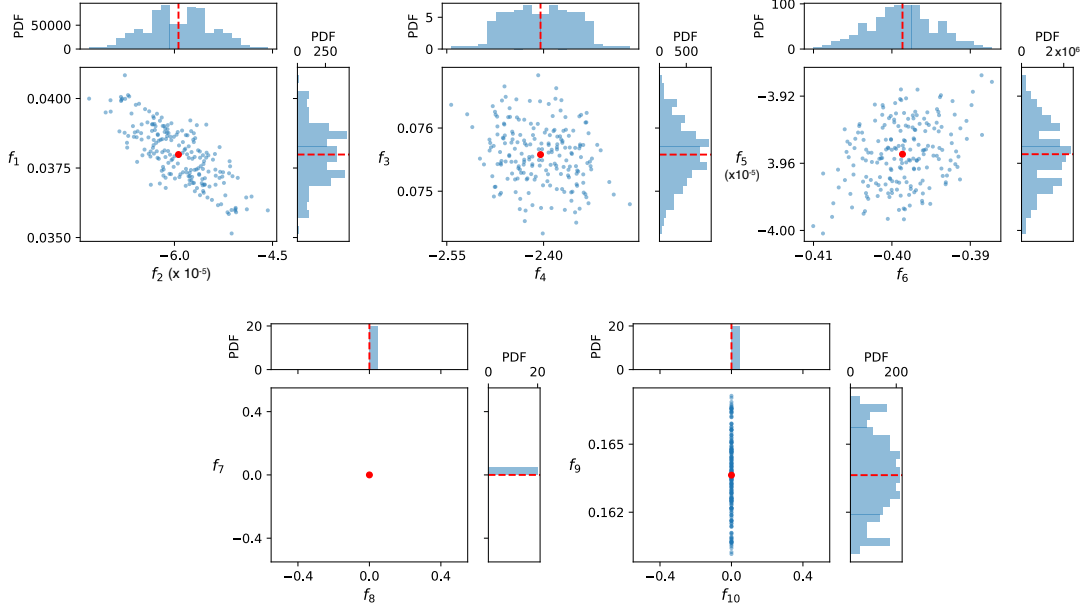 PDF
50000
0
PDF
0 250
0.0400
0.0375
0.0350
f1
−6.0 −4.5
f2 (x 10-5)
PDF
5
0
PDF
0 500
0.076
0.075
f3
−2.55 −2.40
f4
PDF
100
0
PDF
0 2×10⁶
−3.92
−3.96
−4.00
f5
(x10-5)
−0.41 −0.40 −0.39
f6
PDF
20
0
PDF
0 20
0.4
0.0
−0.4
f7
−0.4 0.0 0.4
f8
PDF
20
0
PDF
0 200
0.165
0.162
f9
−0.4 0.0 0.4
f10